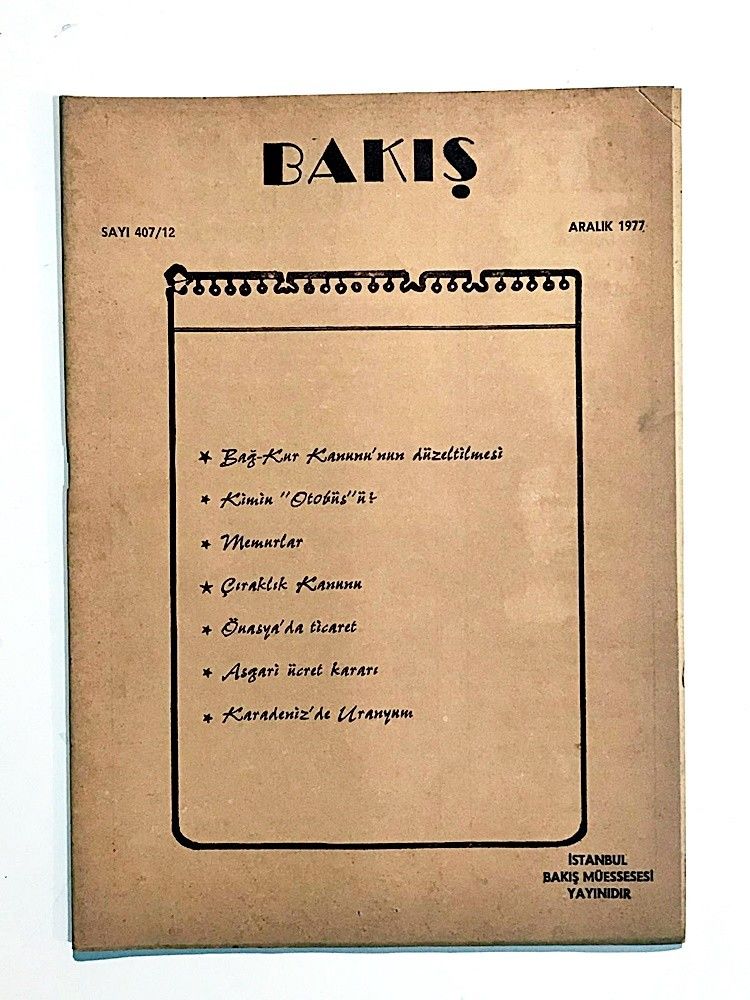 BAKIŞ
SAYI 407/12
ARALIK 1977
★ Bağ-Kur Kanunu'nun düzeltilmesi
★ Kimin "Otobüs"ü?
★ Memurlar
★ Çıraklık Kanunu
★ Önasya'da ticaret
★ Asgari ücret kararı
★ Karadeniz'de Uranyum
İSTANBUL
BAKIŞ MÜESSESESİ
YAYINIDIR